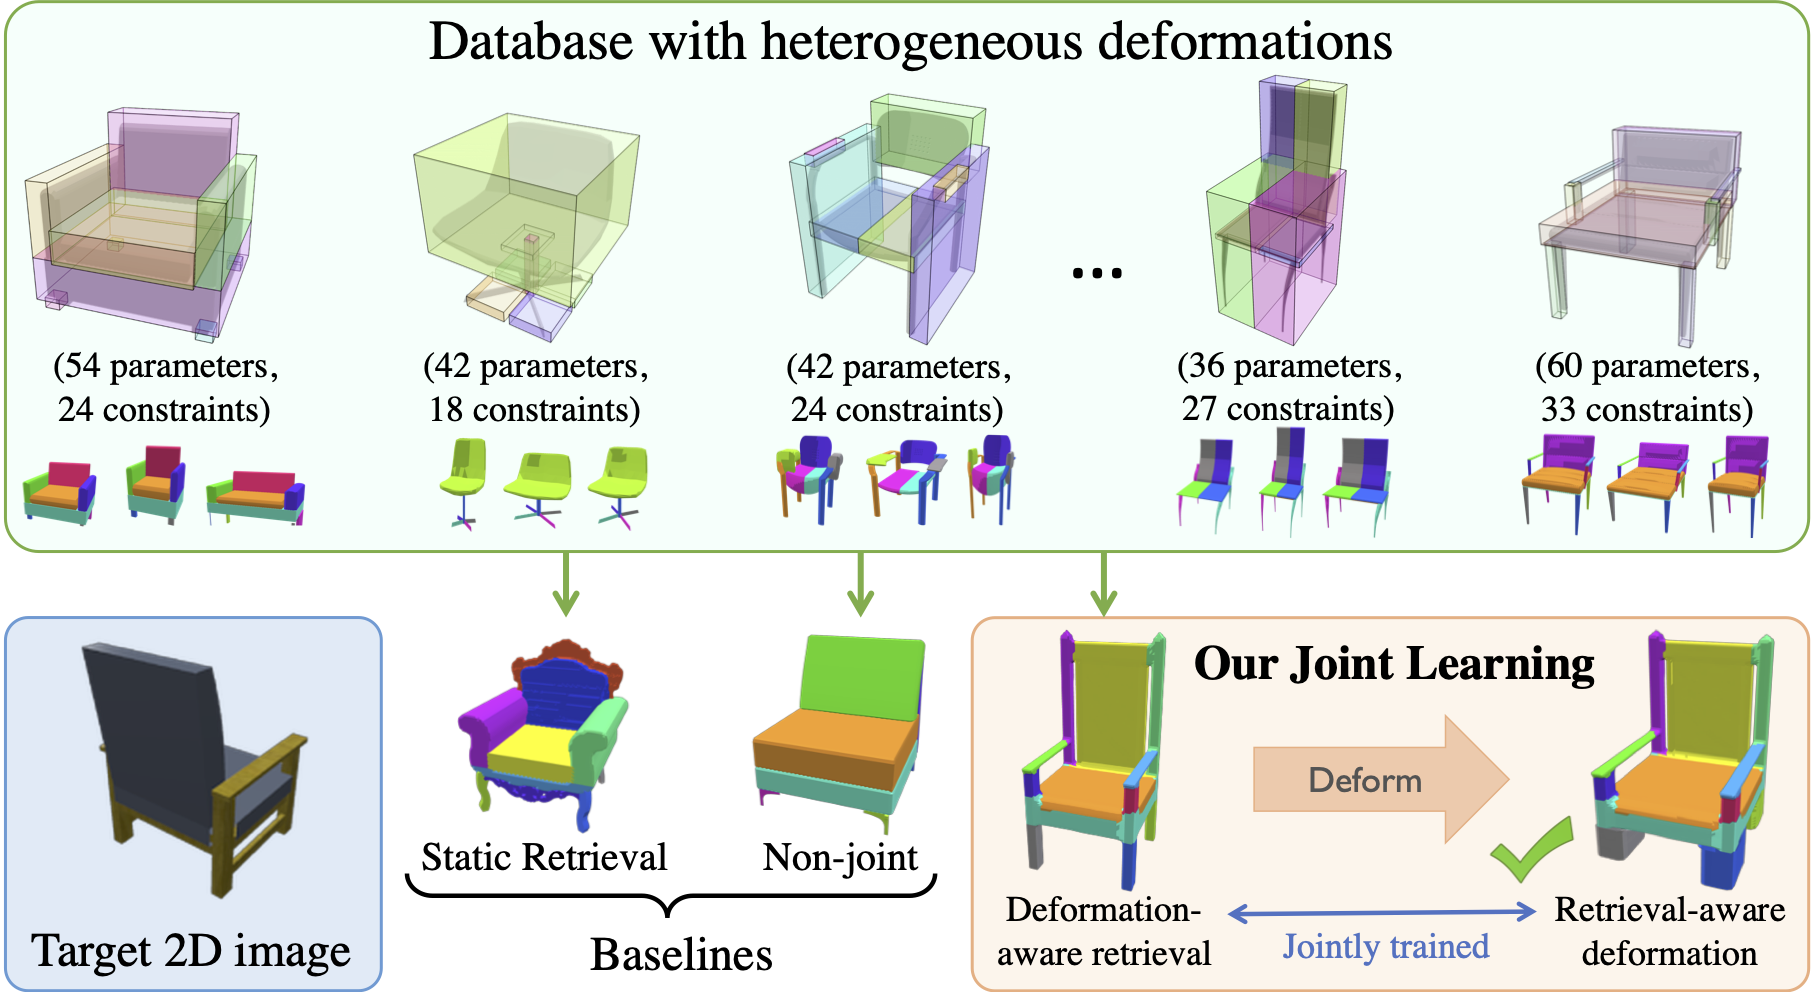 Database with heterogeneous deformations
...
(54 parameters,
24 constraints)
(42 parameters,
18 constraints)
(42 parameters,
24 constraints)
(36 parameters,
27 constraints)
(60 parameters,
33 constraints)
Target 2D image
Static Retrieval
Non-joint
Baselines
Our Joint Learning
Deform
Deformation-
aware retrieval
Jointly trained
Retrieval-aware
deformation